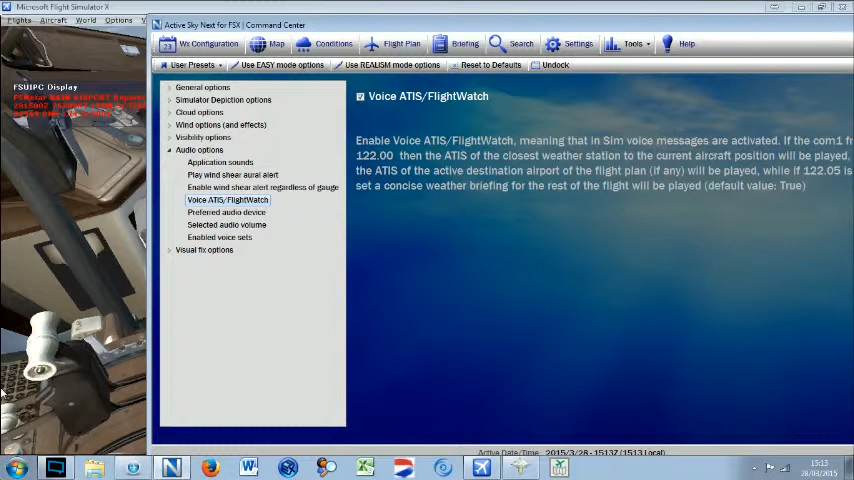 Microsoft Flight Simulator X
Flights Aircraft World Options
Active Sky Next for FSX | Command Center
23 Wx Configuration Map Conditions Flight Plan Briefing Search Settings Tools Help
User Presets Use EASY mode options Use REALISM mode options Reset to Defaults Undock
FSUIPC Display
General options
Simulator Depiction options
Cloud options
Wind options (and effects)
Visibility options
Audio options
Application sounds
Play wind shear aural alert
Enable wind shear alert regardless of gauge
Voice ATIS/FlightWatch
Preferred audio device
Selected audio volume
Enabled voice sets
Visual fix options
Voice ATIS/FlightWatch
Enable Voice ATIS/FlightWatch, meaning that in Sim voice messages are activated. If the com1 fr
122.00 then the ATIS of the closest weather station to the current aircraft position will be played,
the ATIS of the active destination airport of the flight plan (if any) will be played, while if 122.05 is
set a concise weather briefing for the rest of the flight will be played (default value: True)
Active Date/Time 2015/3/28 - 1513Z (1513 local)
15:13
28/03/2015